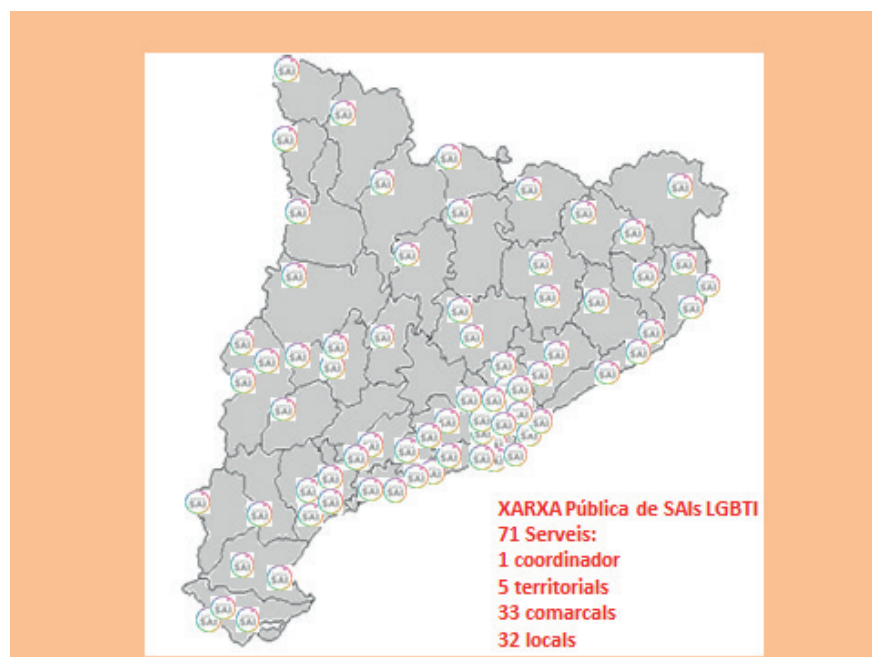 XARXA Pública de SAIs LGBTI
71 Serveis:
1 coordinador
5 territorials
33 comarcals
32 locals